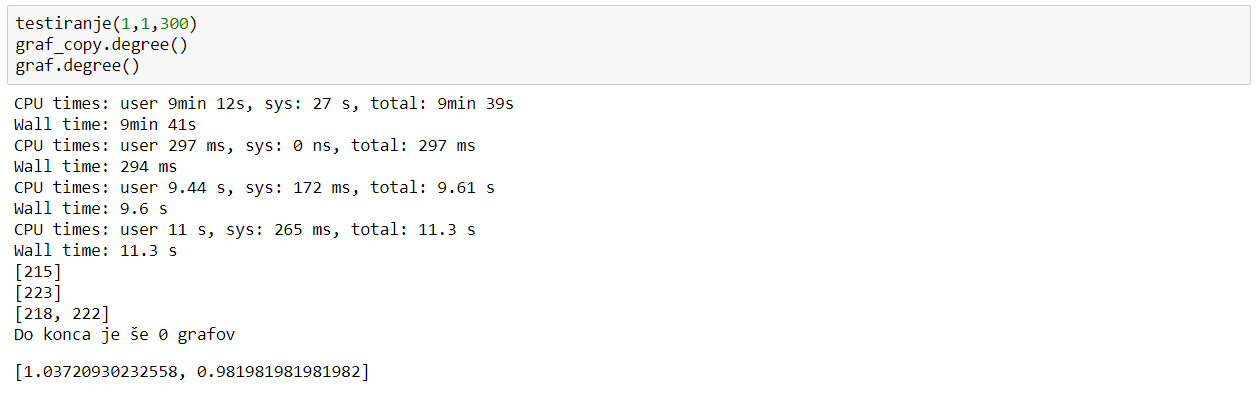 testiranje(1,1,300)
graf_copy.degree()
graf.degree()
CPU times: user 9min 12s, sys: 27 s, total: 9min 39s
Wall time: 9min 41s
CPU times: user 297 ms, sys: 0 ns, total: 297 ms
Wall time: 294 ms
CPU times: user 9.44 s, sys: 172 ms, total: 9.61 s
Wall time: 9.6 s
CPU times: user 11 s, sys: 265 ms, total: 11.3 s
Wall time: 11.3 s
[215]
[223]
[218, 222]
Do konca je še 0 grafov
[1.03720930232558, 0.981981981981982]